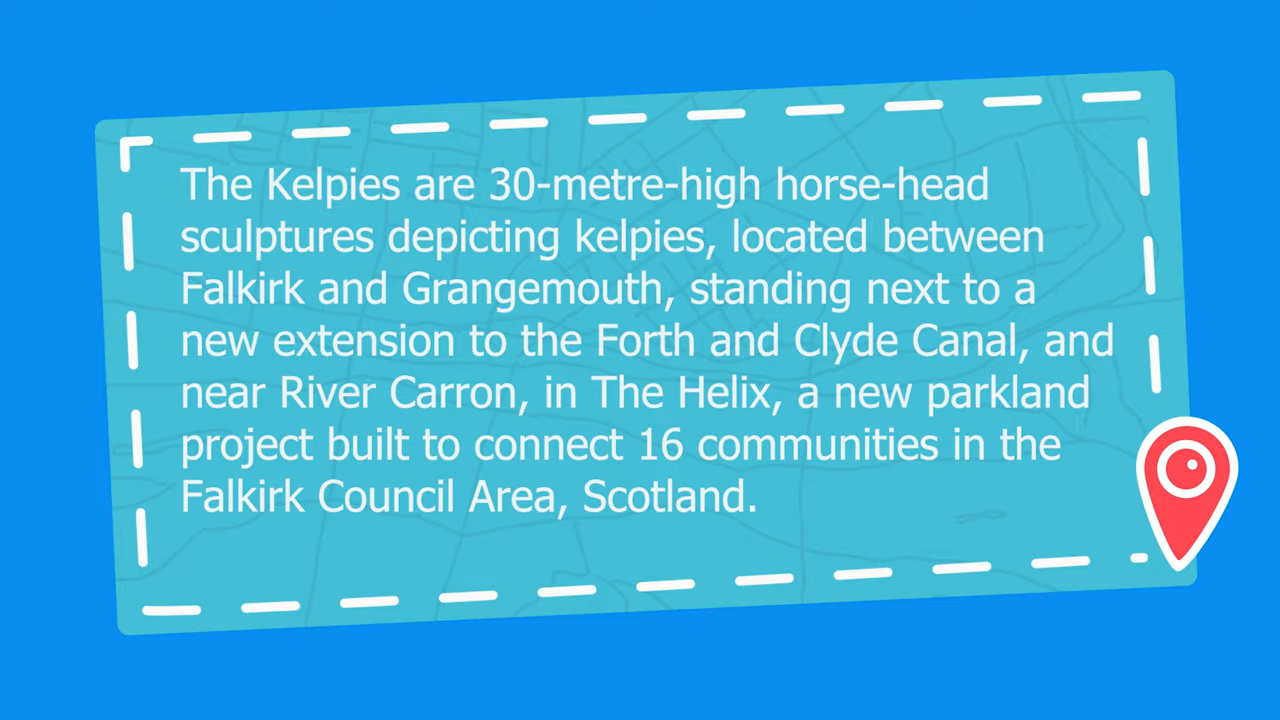 The Kelpies are 30-metre-high horse-head
sculptures depicting kelpies, located between
Falkirk and Grangemouth, standing next to a
new extension to the Forth and Clyde Canal, and
near River Carron, in The Helix, a new parkland
project built to connect 16 communities in the
Falkirk Council Area, Scotland.